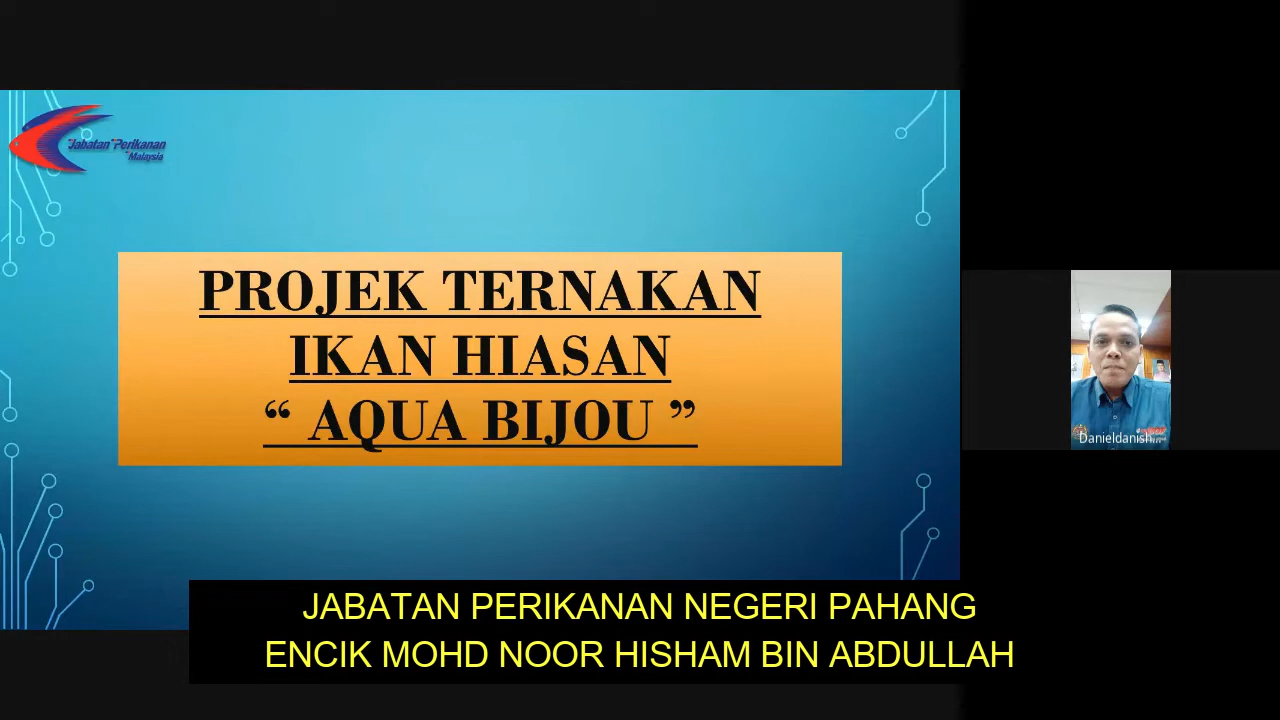 Jabatan Perikanan
Malaysia
PROJEK TERNAKAN
IKAN HIASAN
“ AQUA BIJOU ”
Danieldanish...
JABATAN PERIKANAN NEGERI PAHANG
ENCIK MOHD NOOR HISHAM BIN ABDULLAH